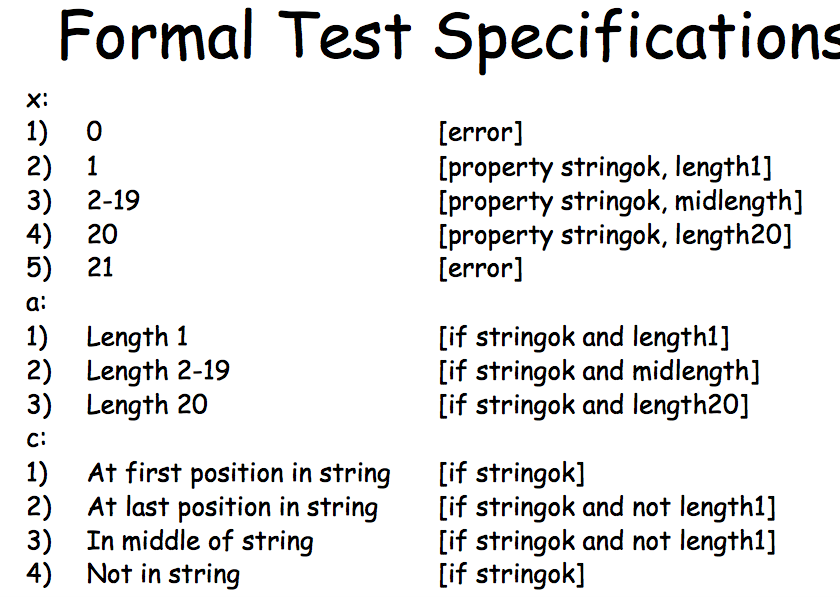 Formal Test Specifications
x:
1) 0 [error]
2) 1 [property stringok, length1]
3) 2-19 [property stringok, midlength]
4) 20 [property stringok, length20]
5) 21 [error]
a:
1) Length 1 [if stringok and length1]
2) Length 2-19 [if stringok and midlength]
3) Length 20 [if stringok and length20]
c:
1) At first position in string [if stringok]
2) At last position in string [if stringok and not length1]
3) In middle of string [if stringok and not length1]
4) Not in string [if stringok]